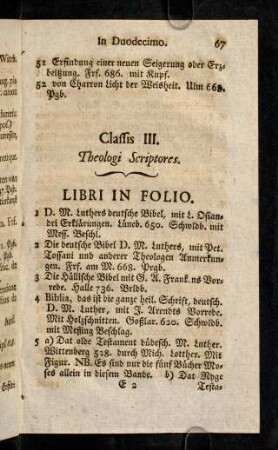 In Duodecimo. 67
51 Erfindung einer neuen Seigerung oder Erz-
beitzung. Frf. 686. mit Kupf.
52 von Charron Licht der Weisheit. Ulm 668.
Pgb.
Classis III.
Theologi Scriptores.
LIBRI IN FOLIO.
1 D. M. Luthers deutsche Bibel, mit L. Osian-
dri Erklärungen. Lüneb. 650. Schwldb. mit
Mess. Beschl.
2 Die deutsche Bibel D. M. Luthers, mit Pet.
Tossani und anderer Theologen Anmerkun-
gen. Frf. am M. 668. Prgb.
3 Die Hällische Bibel mit G. A. Frank.ns Vor-
rede. Halle 736. Brldb.
4 Biblia, das ist die ganze heil. Schrift, deutsch.
D. M. Luther, mit J. Arendts Vorrede.
Mit Holzschnitten. Goßlar. 620. Schwldb.
mit Meßing Beschlag.
5 a) Dat olde Testament düdesch. M. Luther.
Wittenberg 528. durch Mich. Lotther. Mit
Figur. NB. Es sind nur die fünf Bücher Mo-
ses allein in diesem Bande. b) Dat Nyge
E 2 Testa-